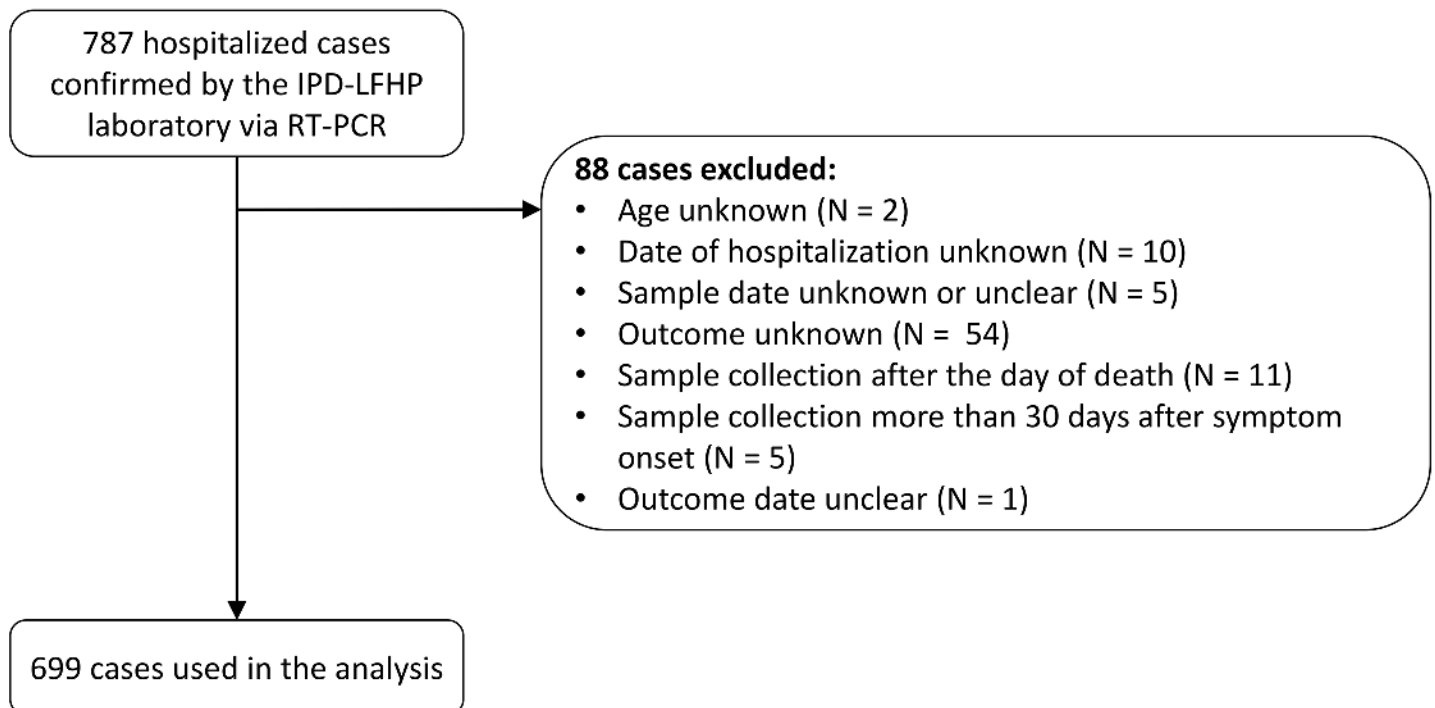 787 hospitalized cases
confirmed by the IPD-LFHP
laboratory via RT-PCR
88 cases excluded:
• Age unknown (N = 2)
• Date of hospitalization unknown (N = 10)
• Sample date unknown or unclear (N = 5)
• Outcome unknown (N =  54)
• Sample collection after the day of death (N = 11)
• Sample collection more than 30 days after symptom
onset (N = 5)
• Outcome date unclear (N = 1)
699 cases used in the analysis